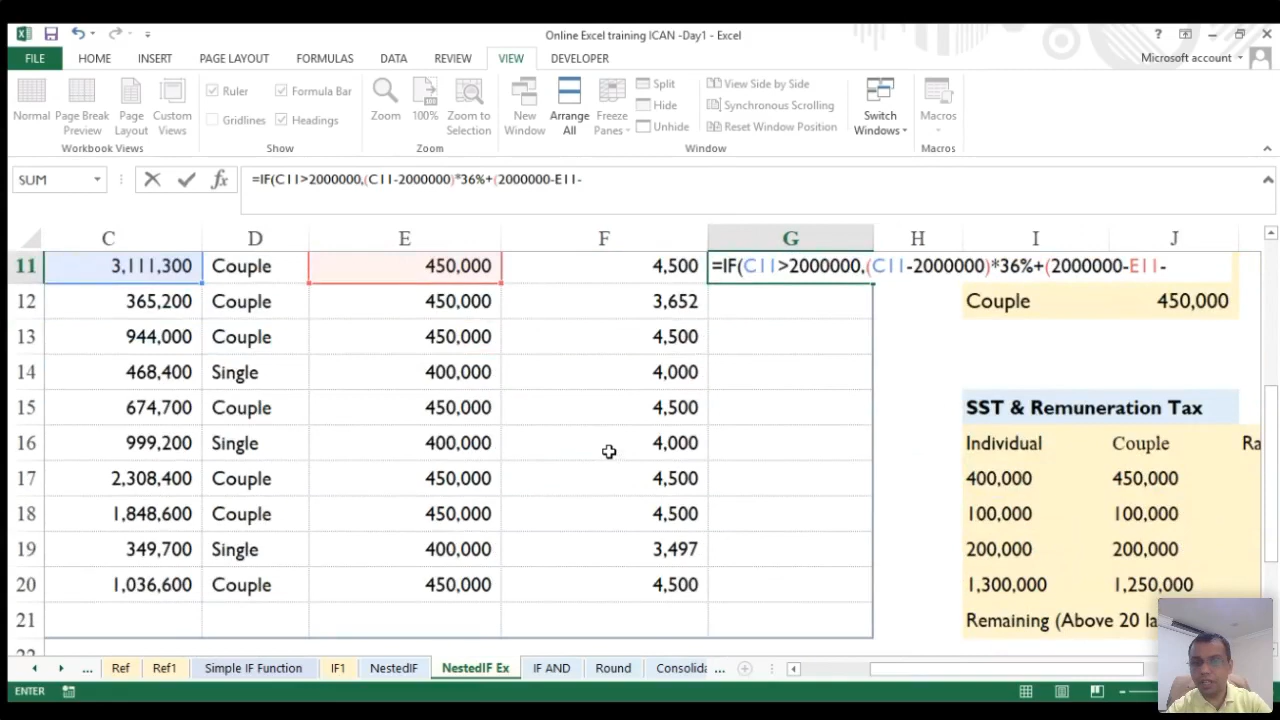 Online Excel training ICAN -Day1 - Excel
?
FILE HOME INSERT PAGE LAYOUT FORMULAS DATA REVIEW VIEW DEVELOPER Microsoft account
Normal Page Break Preview Page Layout Custom Views
Ruler Formula Bar
Gridlines Headings
Zoom 100% Zoom to Selection
New Window Arrange All Freeze Panes
Split
Hide
Unhide
View Side by Side
Synchronous Scrolling
Reset Window Position
Switch Windows
Macros
Workbook Views Show Zoom Window Macros
SUM fx =IF(C11>2000000,(C11-2000000)*36%+(2000000-E11-
C D E F G H I J
11 3,111,300 Couple 450,000 4,500 =IF(C11>2000000,(C11-2000000)*36%+(2000000-E11-
12 365,200 Couple 450,000 3,652 Couple 450,000
13 944,000 Couple 450,000 4,500
14 468,400 Single 400,000 4,000
15 674,700 Couple 450,000 4,500 SST & Remuneration Tax
16 999,200 Single 400,000 4,000 Individual Couple Ra
17 2,308,400 Couple 450,000 4,500 400,000 450,000
18 1,848,600 Couple 450,000 4,500 100,000 100,000
19 349,700 Single 400,000 3,497 200,000 200,000
20 1,036,600 Couple 450,000 4,500 1,300,000 1,250,000
21 Remaining (Above 20 la
... Ref Ref1 Simple IF Function IF1 NestedIF NestedIF Ex IF AND Round Consolida ...
ENTER